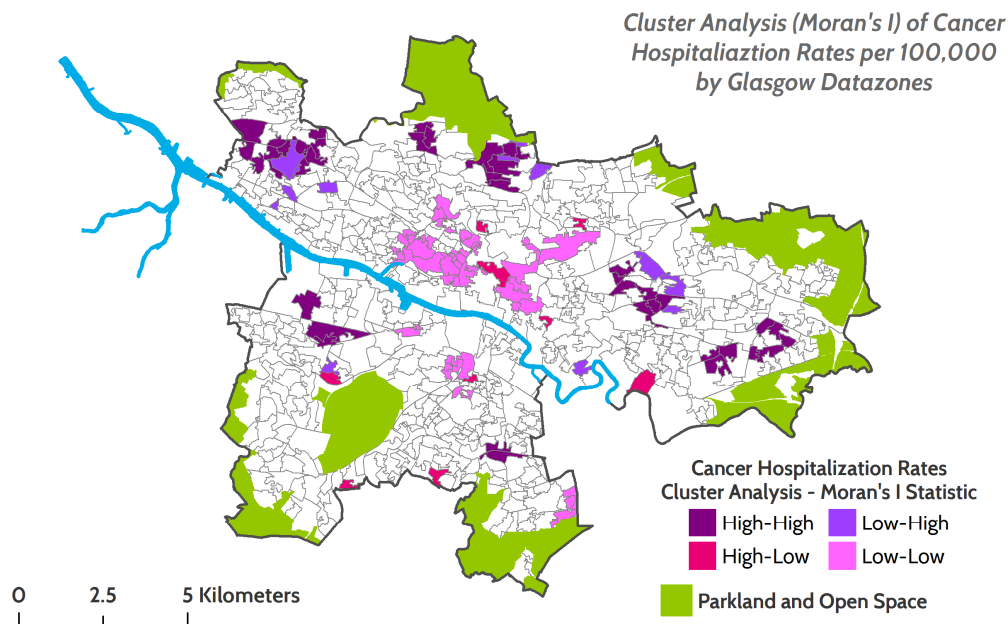 Cluster Analysis (Moran's I) of Cancer
Hospitaliaztion Rates per 100,000
by Glasgow Datazones
Cancer Hospitalization Rates
Cluster Analysis - Moran's I Statistic
High-High Low-High
High-Low Low-Low
Parkland and Open Space
0 2.5 5 Kilometers